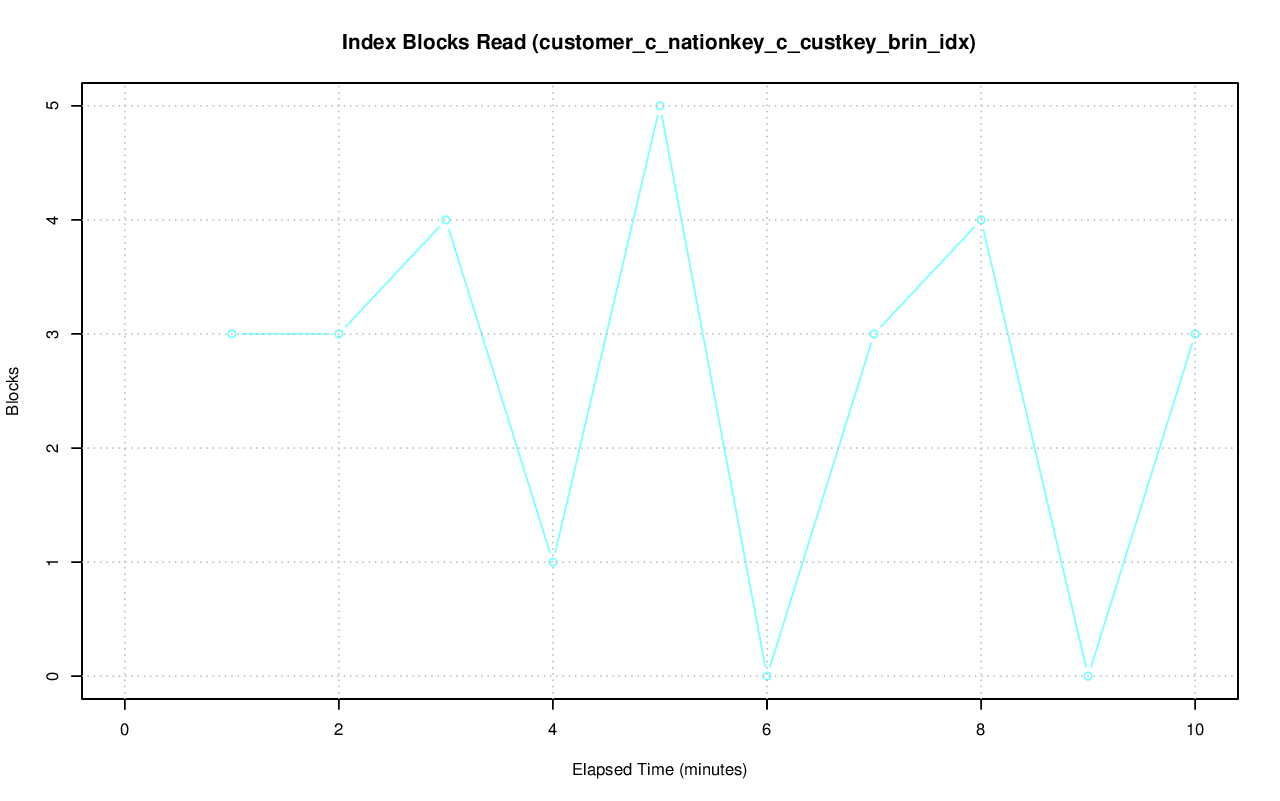 Index Blocks Read (customer_c_nationkey_c_custkey_brin_idx)
5
4
3
2
1
0
Blocks
0 2 4 6 8 10
Elapsed Time (minutes)